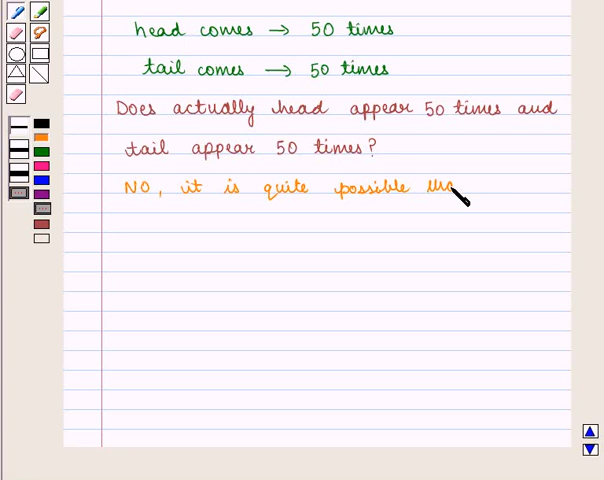 head comes → 50 times
tail comes → 50 times
Does actually head appear 50 times and
tail appear 50 times?
NO, it is quite possible